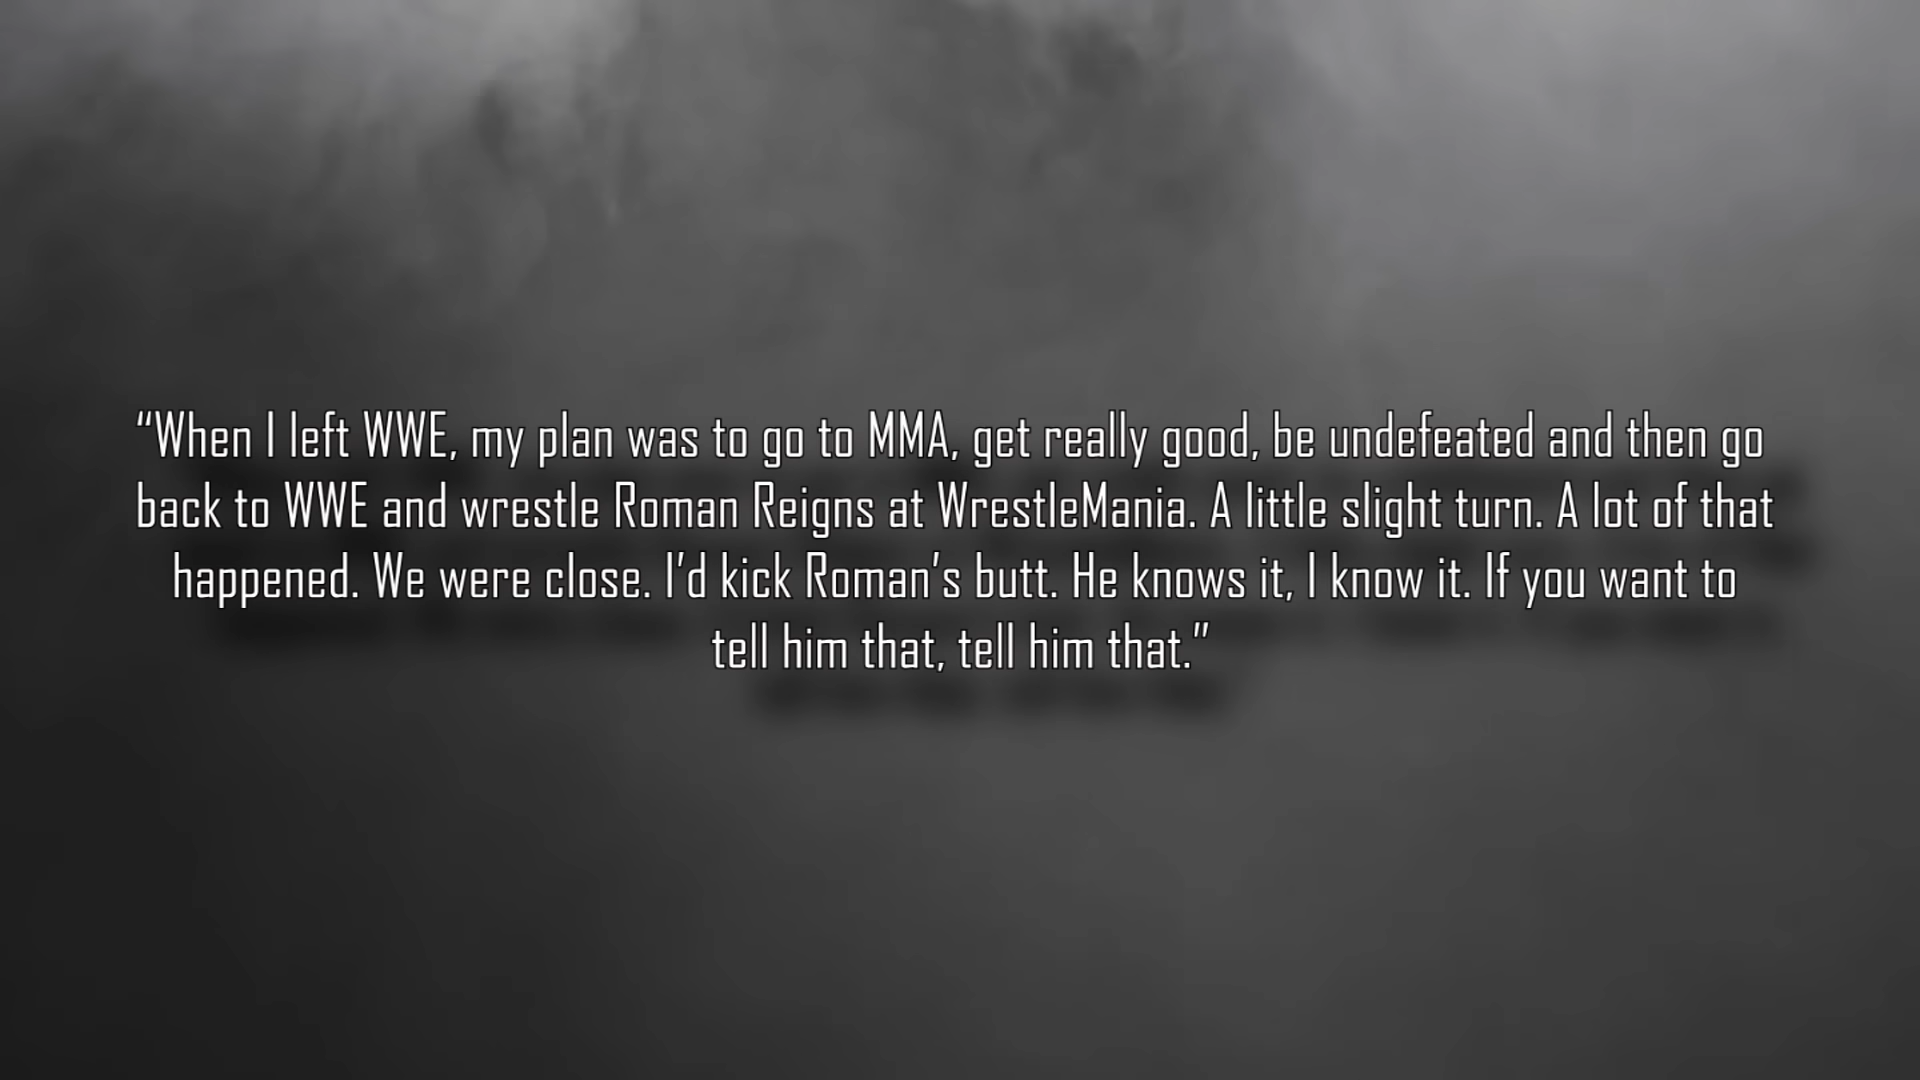 “When I left WWE, my plan was to go to MMA, get really good, be undefeated and then go
back to WWE and wrestle Roman Reigns at WrestleMania. A little slight turn. A lot of that
happened. We were close. I’d kick Roman’s butt. He knows it, I know it. If you want to
tell him that, tell him that.”